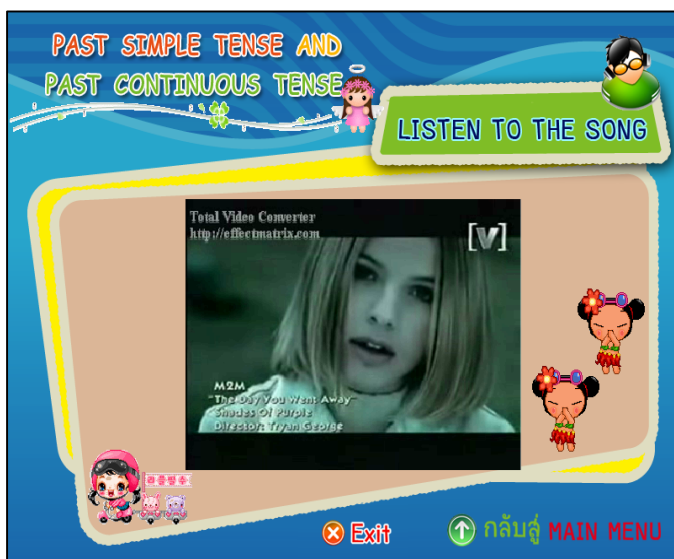 PAST SIMPLE TENSE AND
PAST CONTINUOUS TENSE
LISTEN TO THE SONG
Total Video Converter
http://effectmatrix.com
[V]
M2M
"The Day You Went Away"
Shades Of Purple
Director: Tryan George
Exit
กลับสู่ MAIN MENU